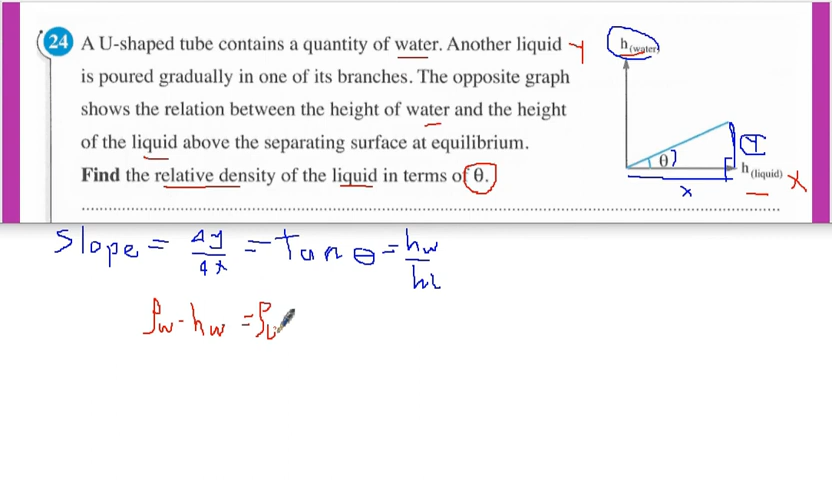 24 A U-shaped tube contains a quantity of water. Another liquid
is poured gradually in one of its branches. The opposite graph
shows the relation between the height of water and the height
of the liquid above the separating surface at equilibrium.
Find the relative density of the liquid in terms of θ.
h(water)
θ
Y
h(liquid) X
x
Slope = Δy/Δx = Tan θ = hw/hL
ρw · hw = ρL